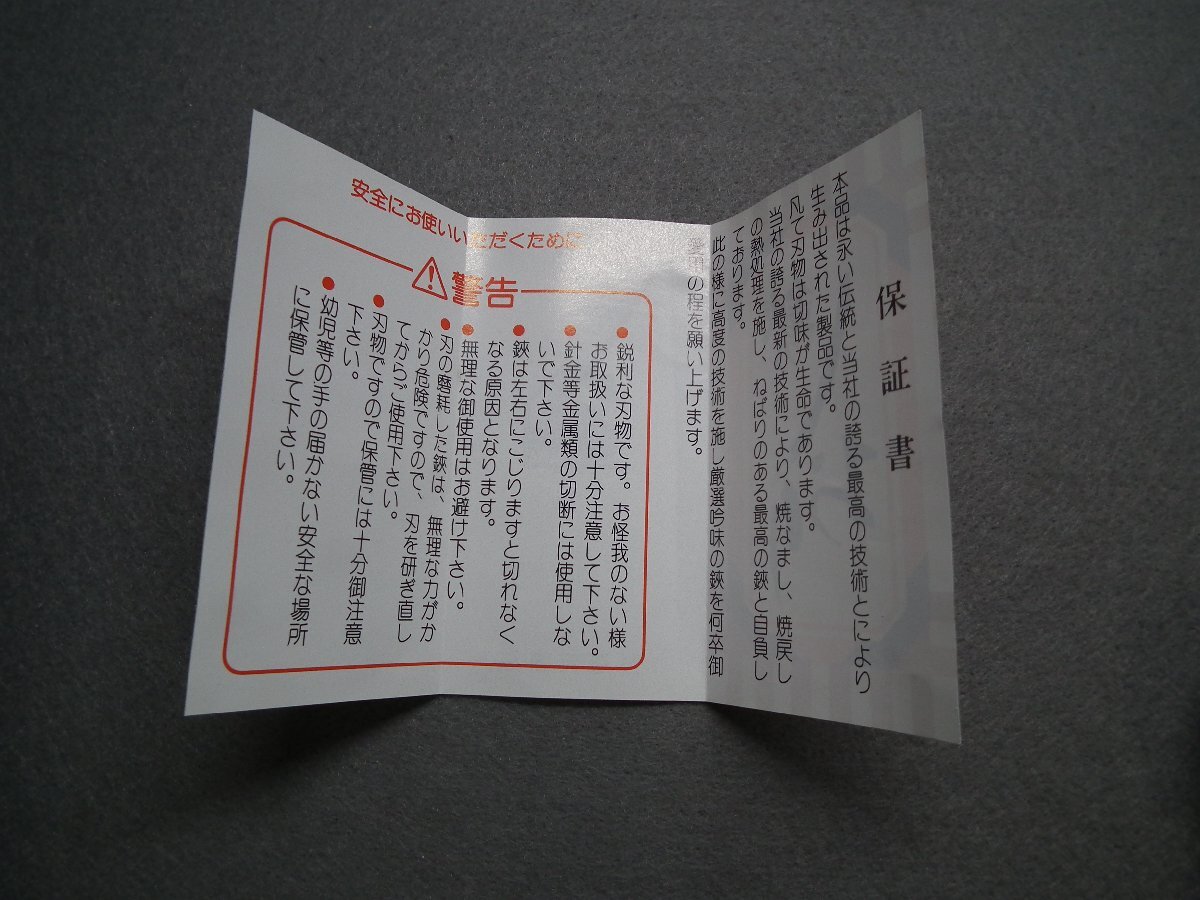 保証書
本品は永い伝統と当社の誇る最高の技術とにより
生み出された製品です。
凡て刃物は切味が生命であります。
当社の誇る最新の技術により、焼なまし、焼戻し
の熱処理を施し、ねばりのある最高の鋏と自負し
ております。
此の様に高度の技術を施し厳選吟味の鋏を何卒御
愛用の程を願い上げます。
安全にお使いいただくために
警告
●鋭利な刃物です。お怪我のない様
お取扱いには十分注意して下さい。
●針金等金属類の切断には使用しな
いで下さい。
●鋏は左右にこじりますと切れなく
なる原因となります。
●無理な御使用はお避け下さい。
●刃の磨耗した鋏は、無理な力がか
かり危険ですので、刃を研ぎ直し
てからご使用下さい。
●刃物ですので保管には十分御注意
下さい。
●幼児等の手の届かない安全な場所
に保管して下さい。